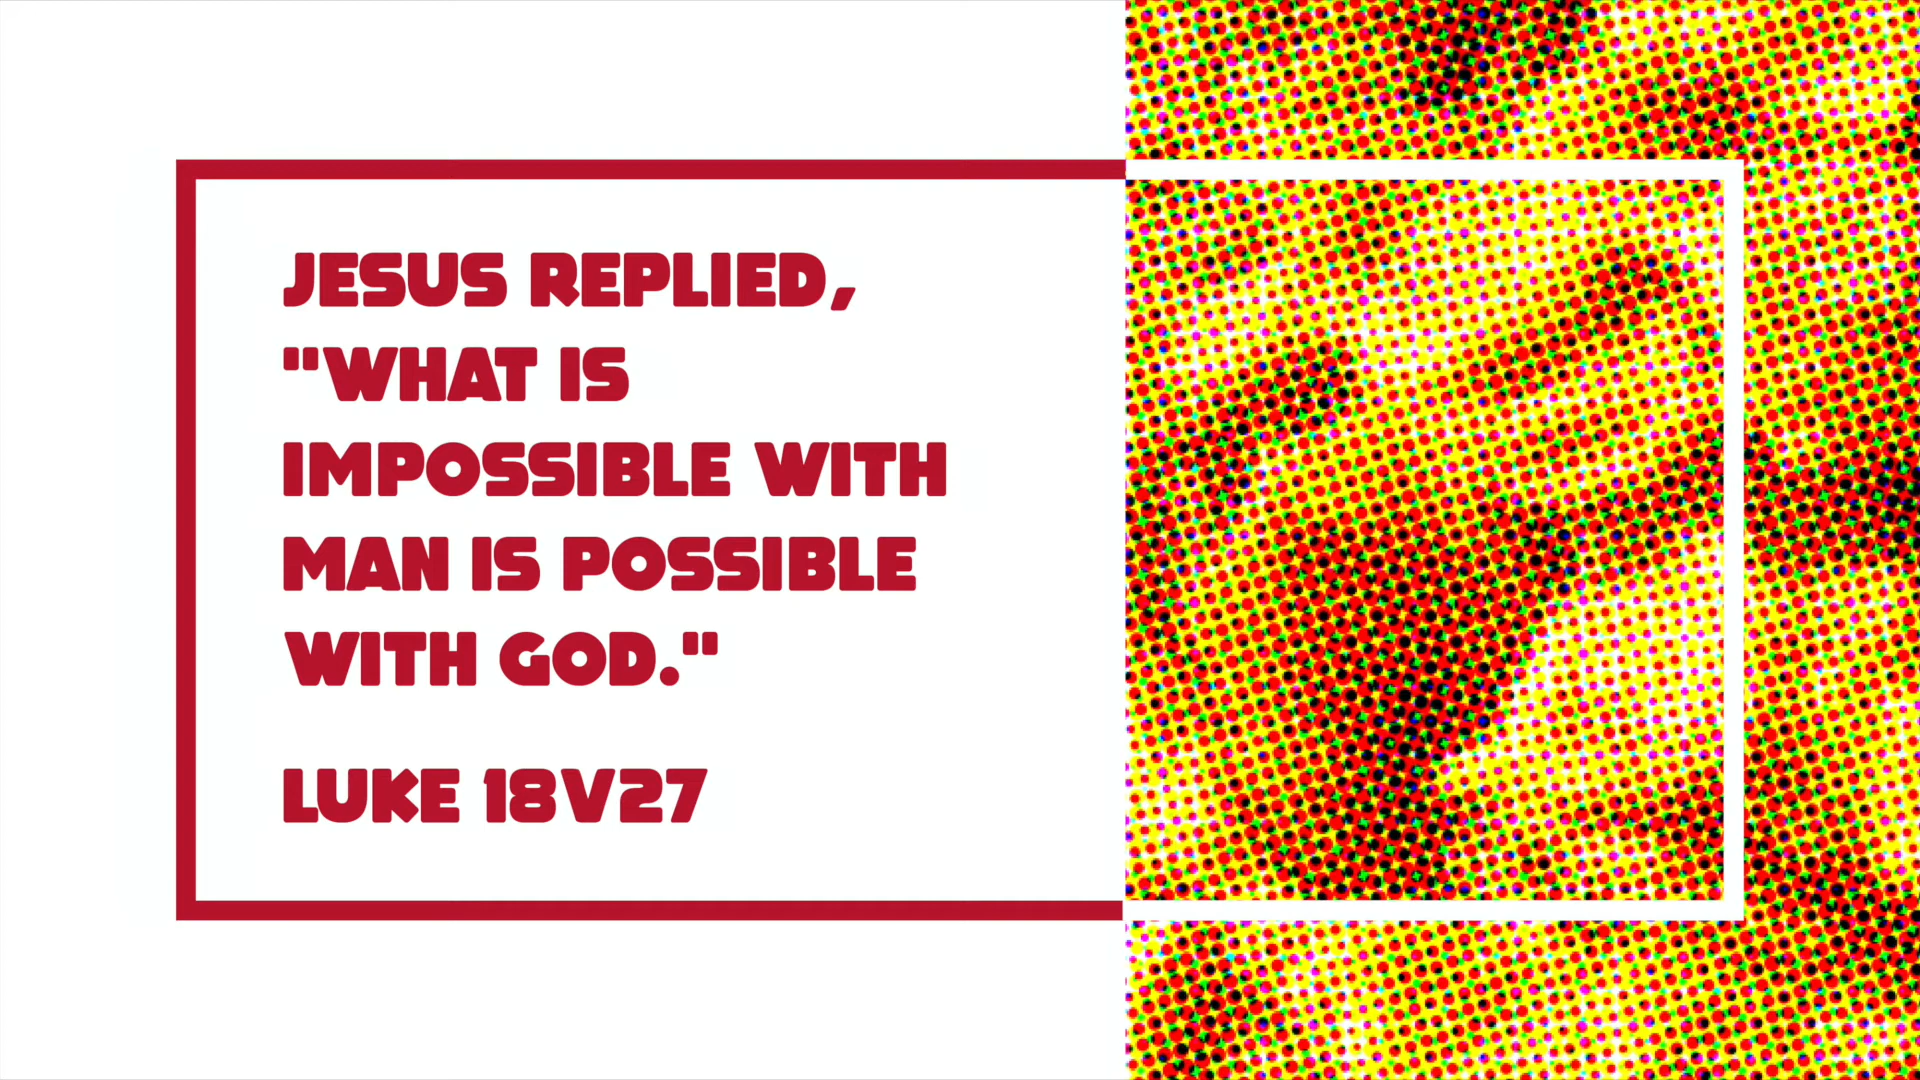 JESUS REPLIED,
"WHAT IS
IMPOSSIBLE WITH
MAN IS POSSIBLE
WITH GOD."
LUKE 18V27